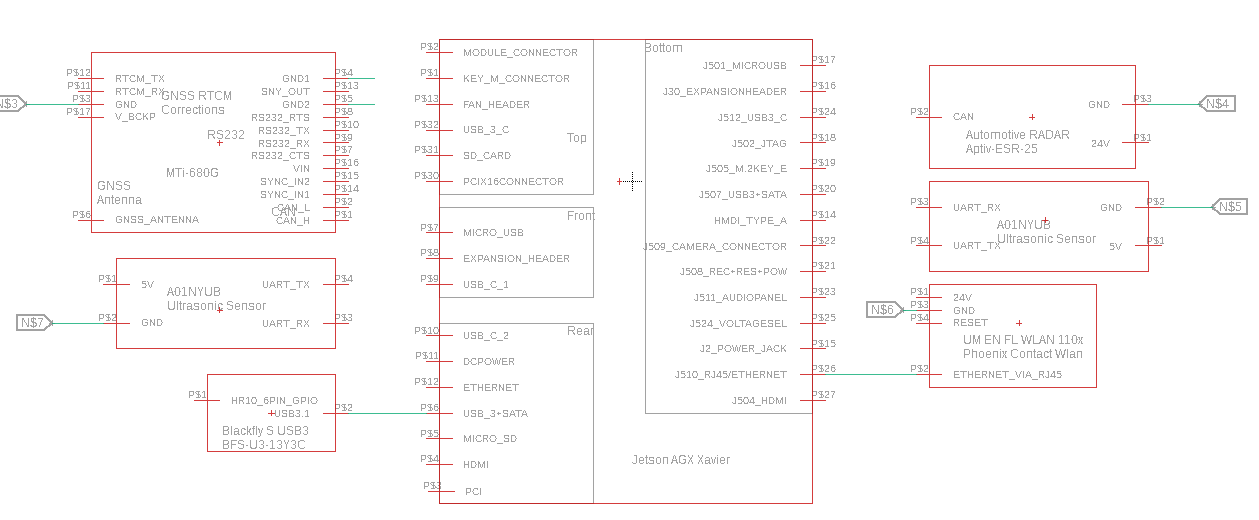 P$12 RTCM_TX
P$11 RTCM_RX
N$3 P$3 GND
P$17 V_BCKP
GNSS RTCM
Corrections
RS232
MTi-680G
GNSS
Antenna
P$6 GNSS_ANTENNA
GND1 P$4
SNY_OUT P$13
GND2 P$5
RS232_RTS P$8
RS232_TX P$10
RS232_RX P$9
RS232_CTS P$7
VIN P$16
SYNC_IN2 P$15
SYNC_IN1 P$14
CAN_L P$2
CAN
CAN_H P$1
P$1 5V
N$7 P$2 GND
A01NYUB
Ultrasonic Sensor
UART_TX P$4
UART_RX P$3
P$1 HR10_6PIN_GPIO
USB3.1 P$2
Blackfly S USB3
BFS-U3-13Y3C
P$2 MODULE_CONNECTOR
P$1 KEY_M_CONNECTOR
P$13 FAN_HEADER
P$32 USB_3_C
Top
P$31 SD_CARD
P$30 PCIX16CONNECTOR
Front
P$7 MICRO_USB
P$8 EXPANSION_HEADER
P$9 USB_C_1
Rear
P$10 USB_C_2
P$11 DCPOWER
P$12 ETHERNET
P$6 USB_3+SATA
P$5 MICRO_SD
P$4 HDMI
P$3 PCI
Bottom
J501_MICROUSB P$17
J30_EXPANSIONHEADER P$16
J512_USB3_C P$24
J502_JTAG P$18
J505_M.2KEY_E P$19
J507_USB3+SATA P$20
HMDI_TYPE_A P$14
J509_CAMERA_CONNECTOR P$22
J508_REC+RES+POW P$21
J511_AUDIOPANEL P$23
J524_VOLTAGESEL P$25
J2_POWER_JACK P$15
J510_RJ45/ETHERNET P$26
J504_HDMI P$27
Jetson AGX Xavier
P$2 CAN
GND P$3 N$4
24V P$1
Automotive RADAR
Aptiv-ESR-25
P$3 UART_RX
P$4 UART_TX
GND P$2 N$5
5V P$1
A01NYUB
Ultrasonic Sensor
P$1 24V
N$6 P$3 GND
P$4 RESET
UM EN FL WLAN 110x
Phoenix Contact Wlan
P$2 ETHERNET_VIA_RJ45